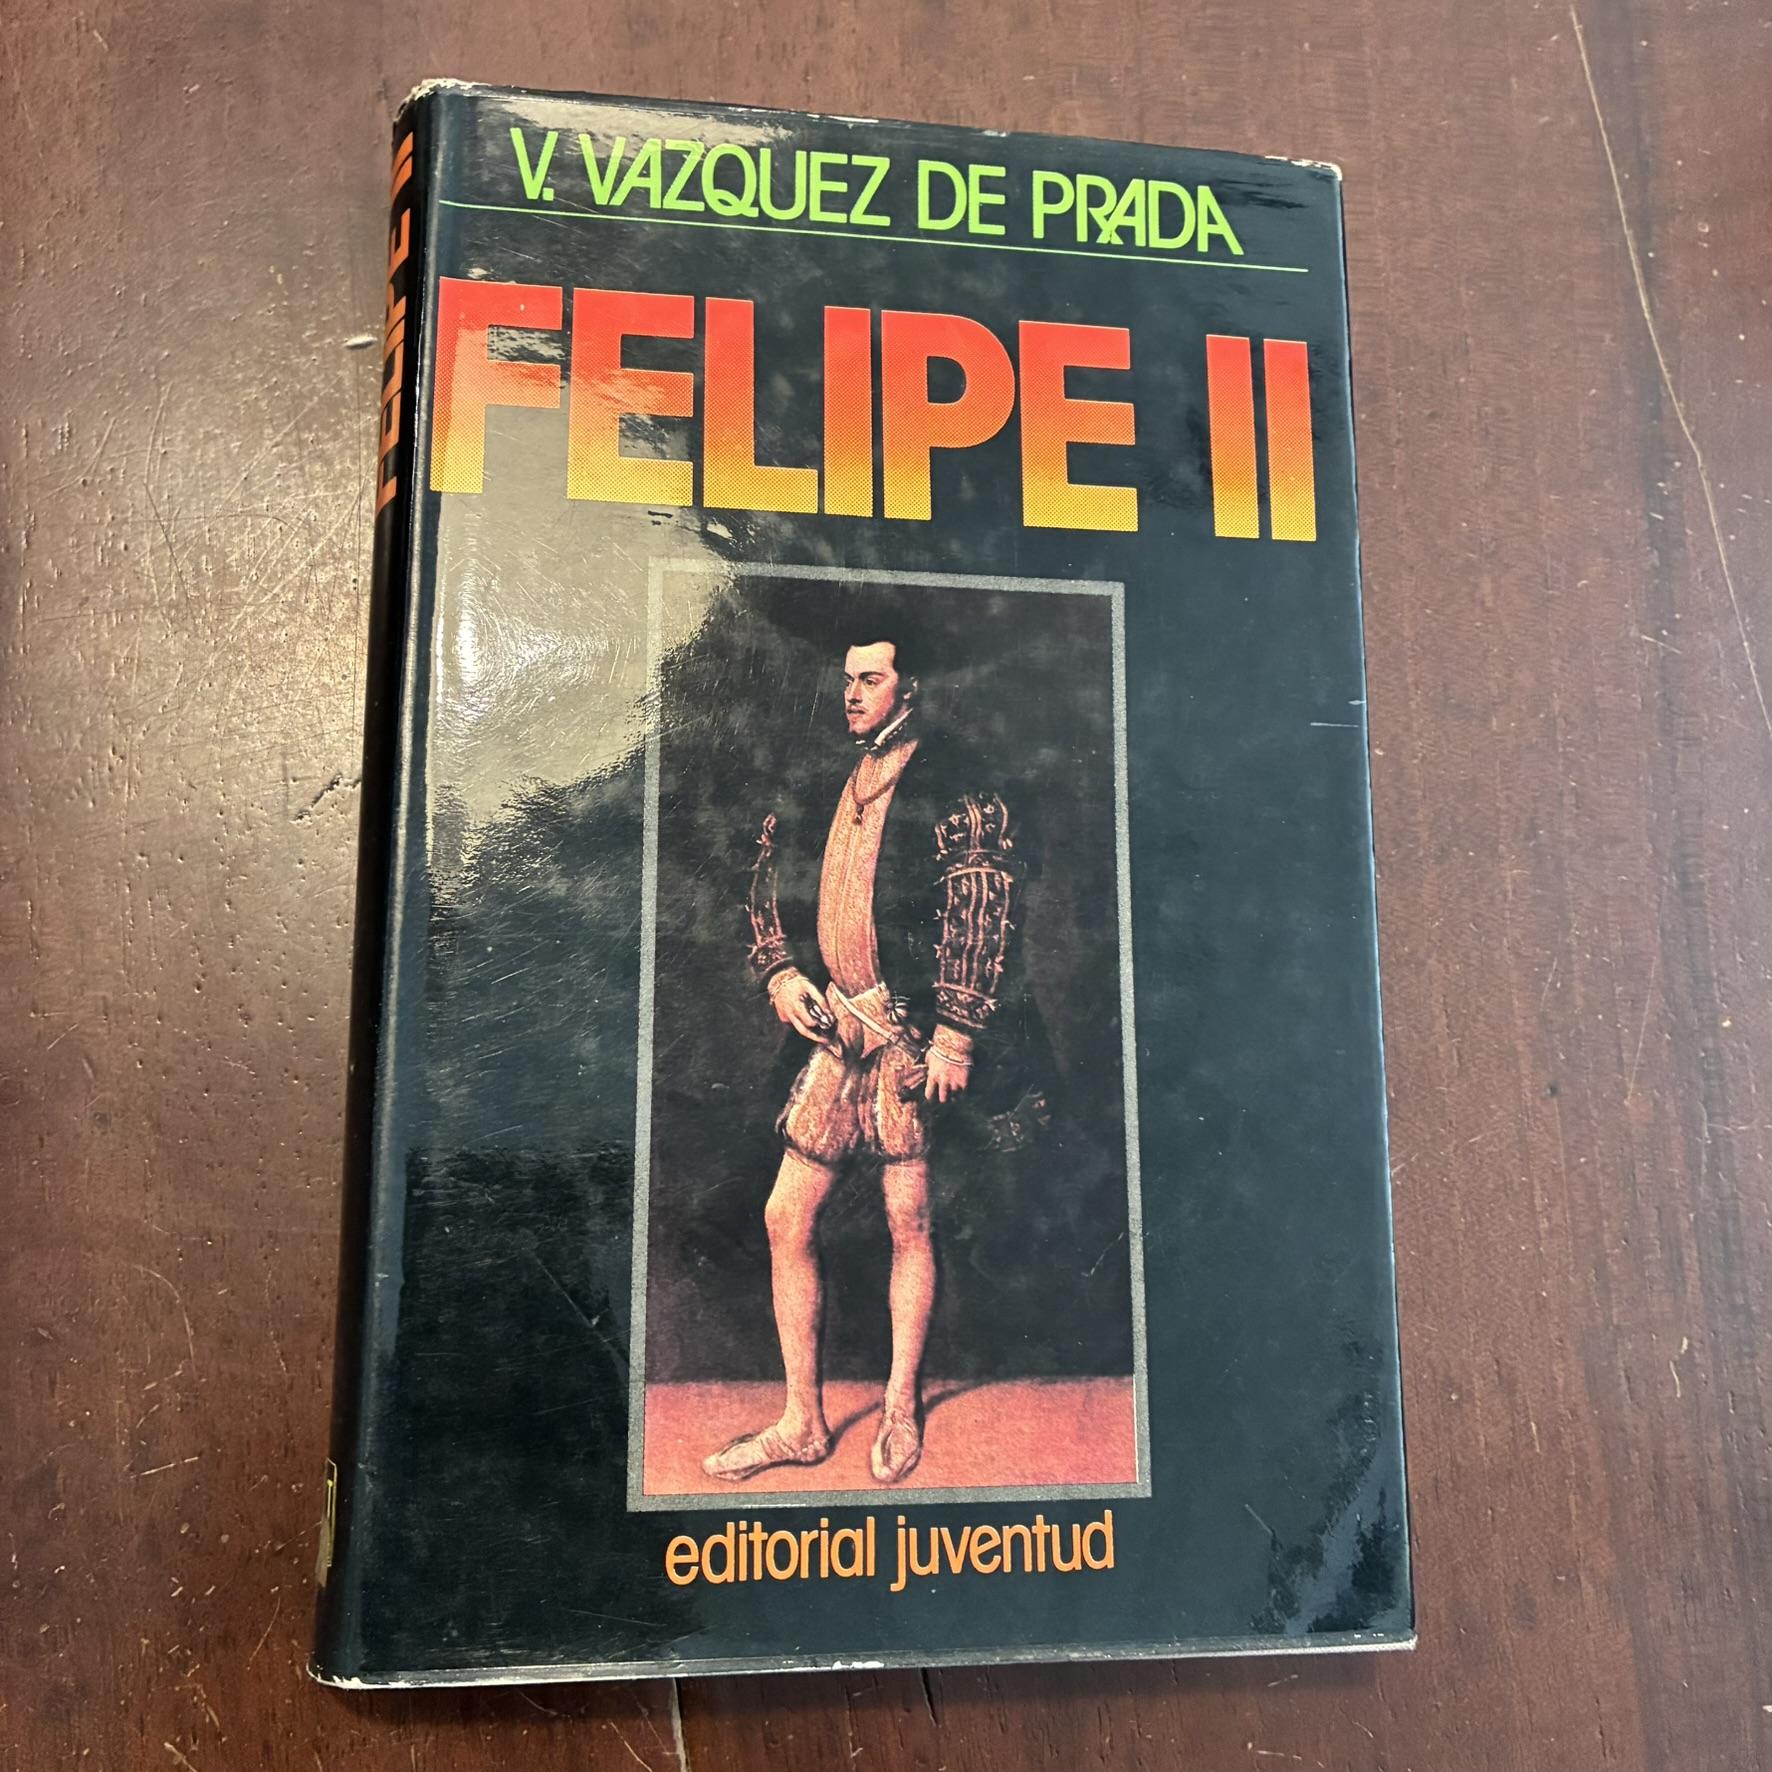 V. VAZQUEZ DE PRADA
FELIPE II
editorial juventud
FELIPE II